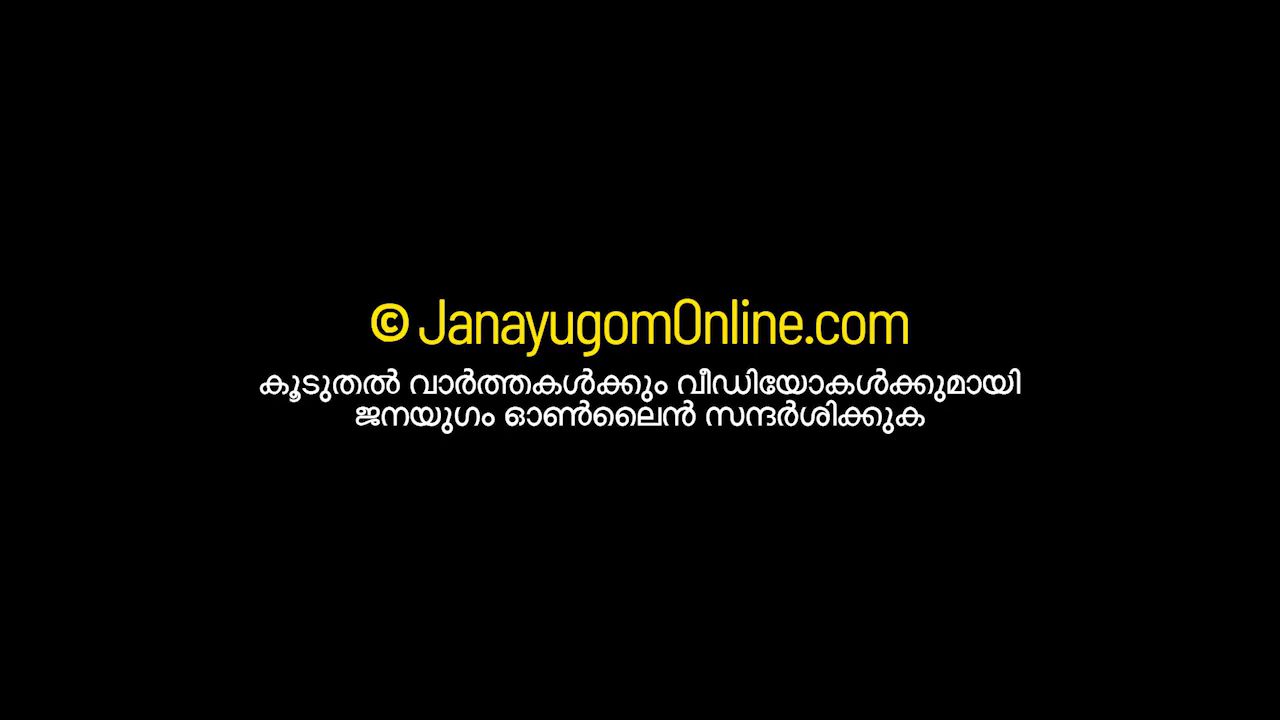 © JanayugomOnline.com
കൂടുതൽ വാർത്തകൾക്കും വീഡിയോകൾക്കുമായി
ജനയുഗം ഓൺലൈൻ സന്ദർശിക്കുക